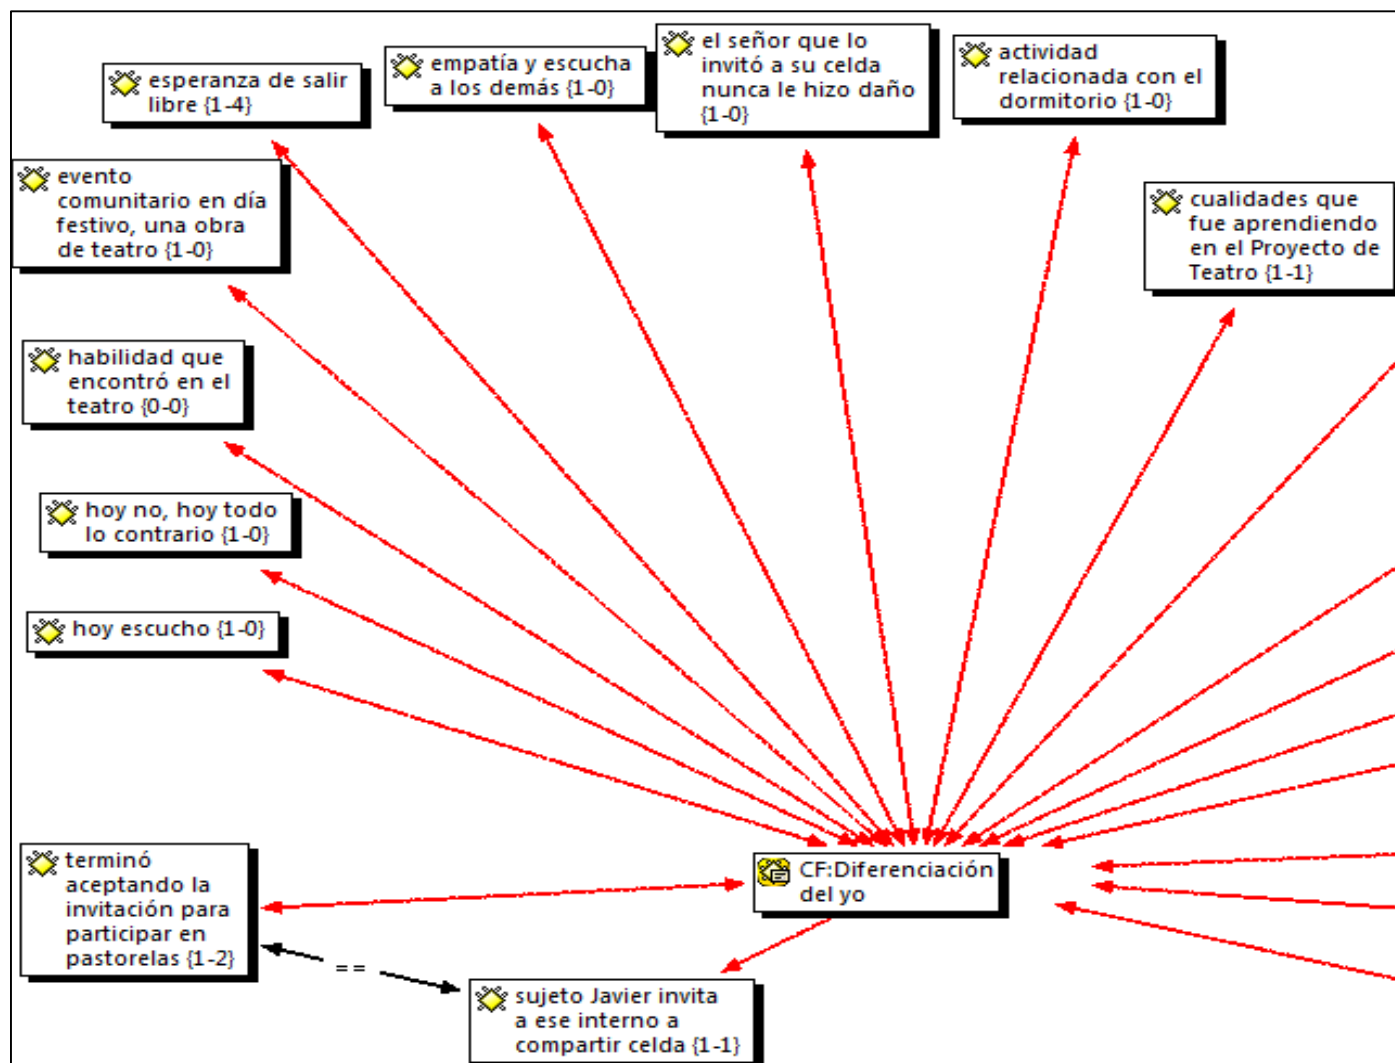 esperanza de salir
libre {1-4}
empatía y escucha
a los demás {1-0}
el señor que lo
invitó a su celda
nunca le hizo daño
{1-0}
actividad
relacionada con el
dormitorio {1-0}
evento
comunitario en día
festivo, una obra
de teatro {1-0}
cualidades que
fue aprendiendo
en el Proyecto de
Teatro {1-1}
habilidad que
encontró en el
teatro {0-0}
hoy no, hoy todo
lo contrario {1-0}
hoy escucho {1-0}
terminó
aceptando la
invitación para
participar en
pastorelas {1-2}
CF:Diferenciación
del yo
==
sujeto Javier invita
a ese interno a
compartir celda {1-1}